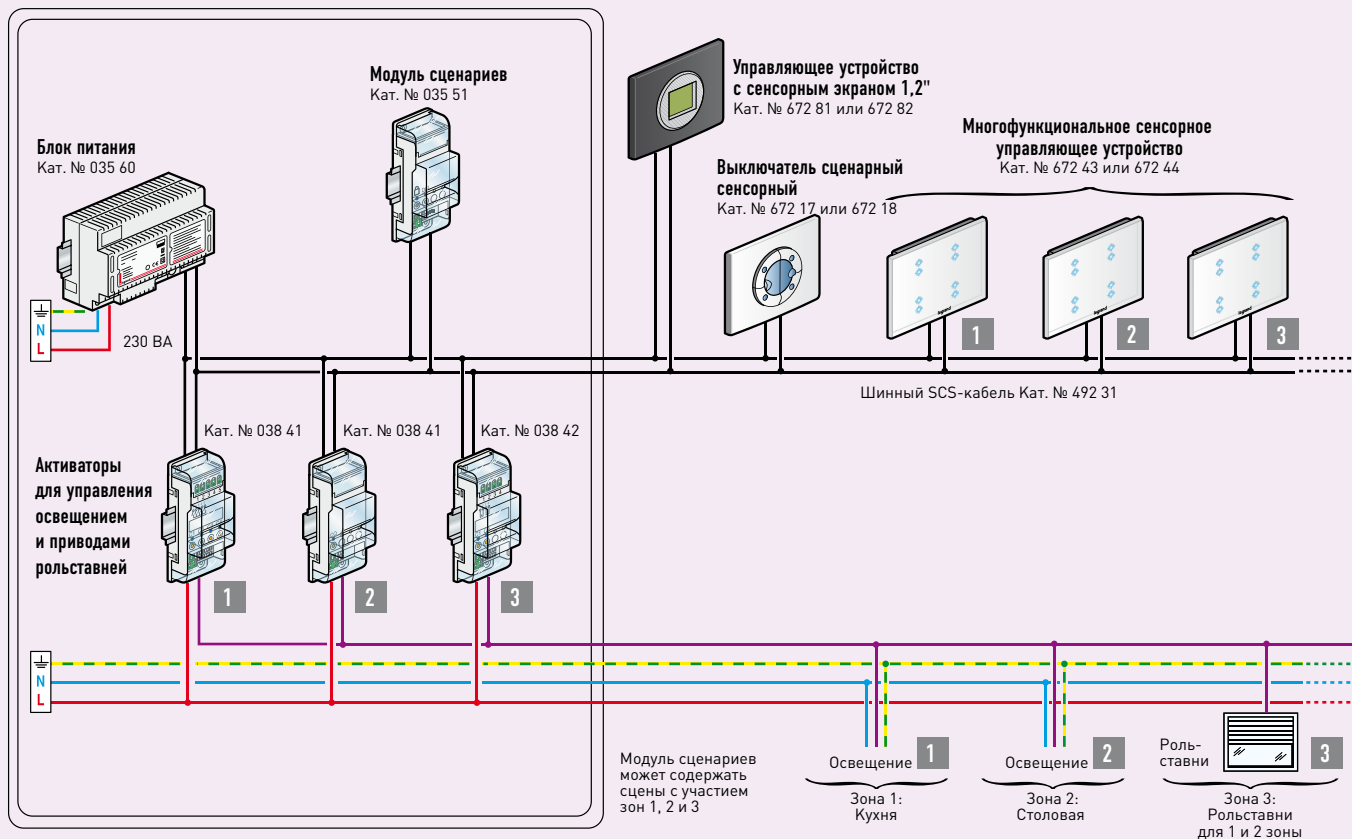 Модуль сценариев
Кат. № 035 51
Блок питания
Кат. № 035 60
N
L
230 ВА
Управляющее устройство
с сенсорным экраном 1,2"
Кат. № 672 81 или 672 82
Выключатель сценарный
сенсорный
Кат. № 672 17 или 672 18
Многофункциональное сенсорное
управляющее устройство
Кат. № 672 43 или 672 44
legrand
legrand
legrand
1
2
3
Шинный SCS-кабель Кат. № 492 31
Кат. № 038 41
Кат. № 038 41
Кат. № 038 42
Активаторы
для управления
освещением
и приводами
рольставней
1
2
3
N
L
Модуль сценариев
может содержать
сцены с участием
зон 1, 2 и 3
Освещение 1
Зона 1:
Кухня
Освещение 2
Зона 2:
Столовая
Роль-
ставни
3
Зона 3:
Рольставни
для 1 и 2 зоны